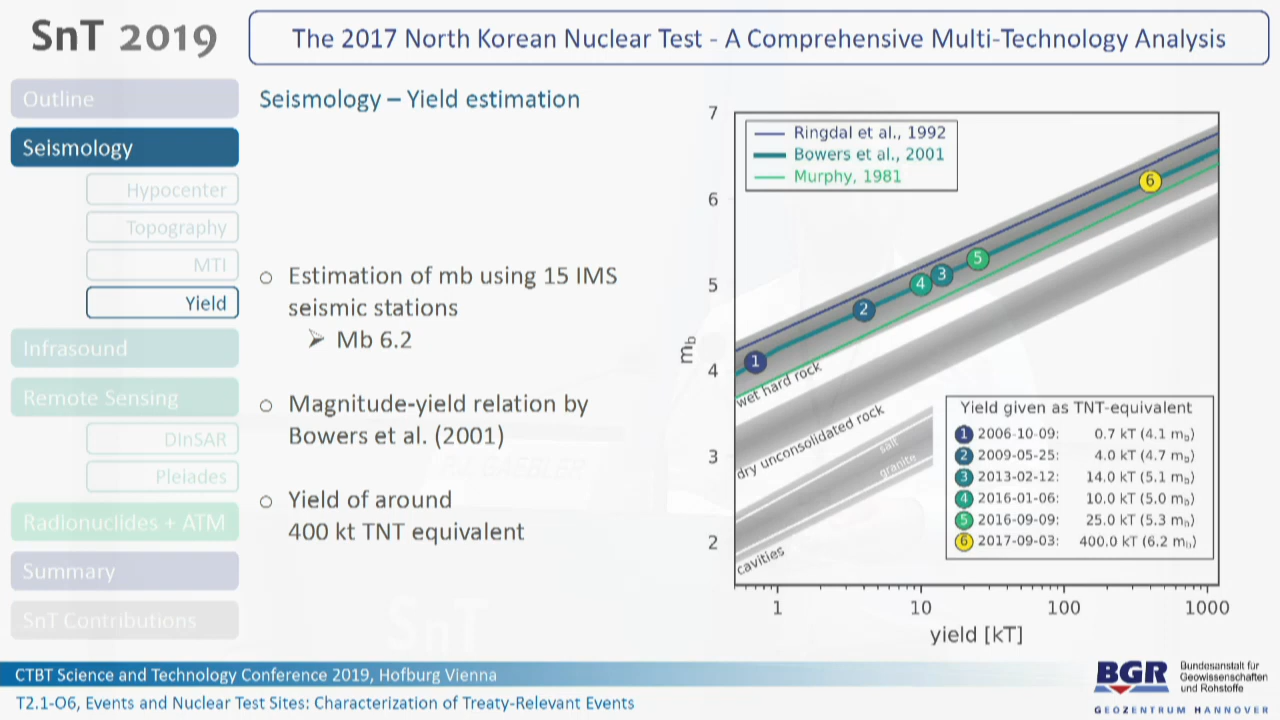 SnT 2019
The 2017 North Korean Nuclear Test - A Comprehensive Multi-Technology Analysis
Outline
Seismology
Hypocenter
Topography
MTI
Yield
Infrasound
Remote Sensing
DInSAR
Pleiades
Radionuclides + ATM
Summary
SnT Contributions
Seismology – Yield estimation
○ Estimation of mb using 15 IMS
seismic stations
➢ Mb 6.2
○ Magnitude-yield relation by
Bowers et al. (2001)
○ Yield of around
400 kt TNT equivalent
Ringdal et al., 1992
Bowers et al., 2001
Murphy, 1981
7
6
5
4
3
2
m_b
1
2
3
4
5
6
wet hard rock
dry unconsolidated rock
salt
granite
cavities
Yield given as TNT-equivalent
1 2006-10-09: 0.7 kT (4.1 m_b)
2 2009-05-25: 4.0 kT (4.7 m_b)
3 2013-02-12: 14.0 kT (5.1 m_b)
4 2016-01-06: 10.0 kT (5.0 m_b)
5 2016-09-09: 25.0 kT (5.3 m_b)
6 2017-09-03: 400.0 kT (6.2 m_b)
1 10 100 1000
yield [kT]
SnT
CTBT Science and Technology Conference 2019, Hofburg Vienna
T2.1-O6, Events and Nuclear Test Sites: Characterization of Treaty-Relevant Events
BGR
Bundesanstalt für
Geowissenschaften
und Rohstoffe
GEOZENTRUM HANNOVER